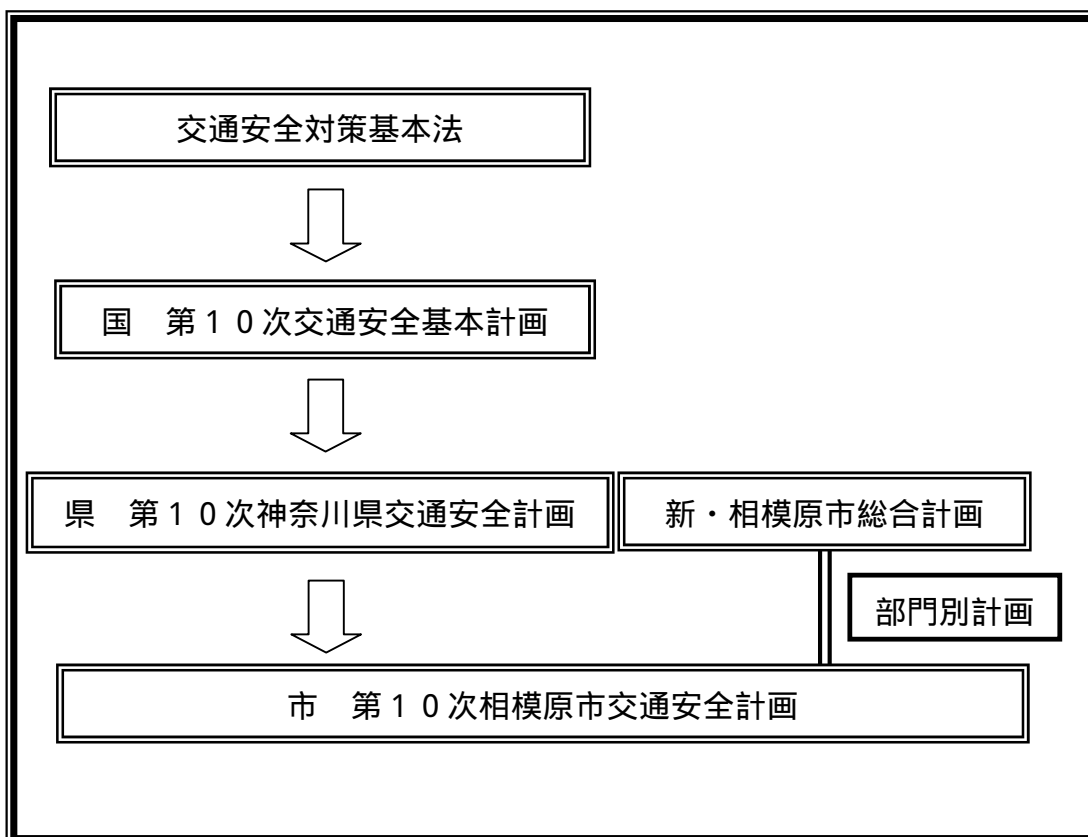 交通安全対策基本法
国　第１０次交通安全基本計画
県　第１０次神奈川県交通安全計画
新・相模原市総合計画
部門別計画
市　第１０次相模原市交通安全計画